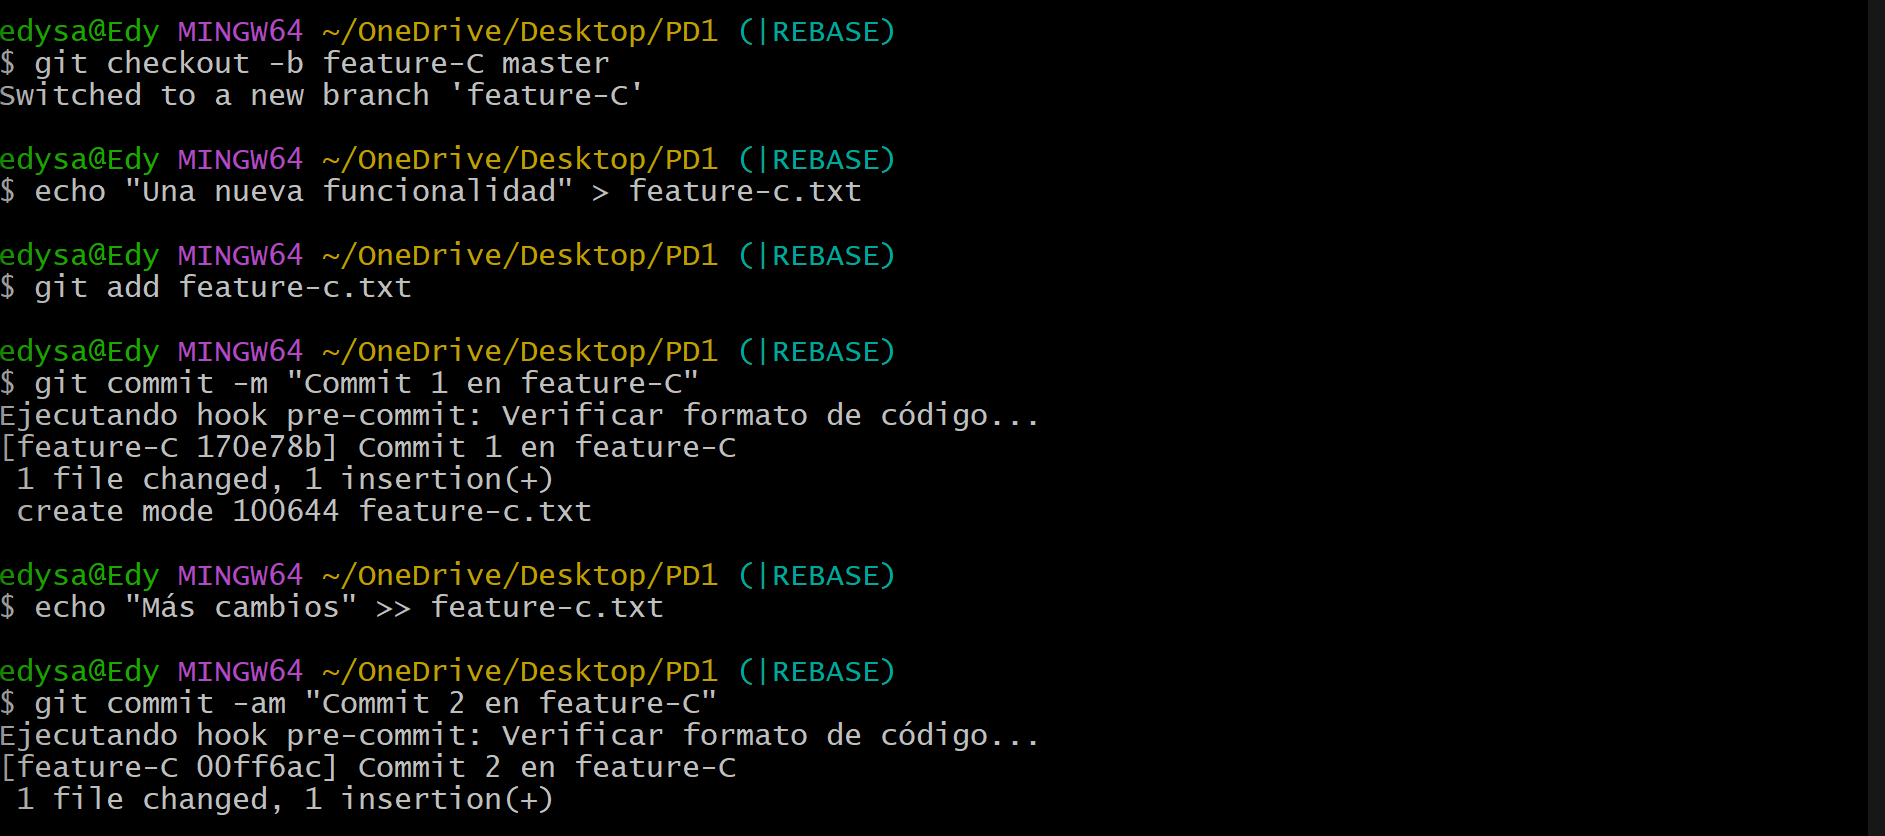 edysa@Edy MINGW64 ~/OneDrive/Desktop/PD1 (|REBASE)
$ git checkout -b feature-C master
Switched to a new branch 'feature-C'
edysa@Edy MINGW64 ~/OneDrive/Desktop/PD1 (|REBASE)
$ echo "Una nueva funcionalidad" > feature-c.txt
edysa@Edy MINGW64 ~/OneDrive/Desktop/PD1 (|REBASE)
$ git add feature-c.txt
edysa@Edy MINGW64 ~/OneDrive/Desktop/PD1 (|REBASE)
$ git commit -m "Commit 1 en feature-C"
Ejecutando hook pre-commit: Verificar formato de código...
[feature-C 170e78b] Commit 1 en feature-C
 1 file changed, 1 insertion(+)
 create mode 100644 feature-c.txt
edysa@Edy MINGW64 ~/OneDrive/Desktop/PD1 (|REBASE)
$ echo "Más cambios" >> feature-c.txt
edysa@Edy MINGW64 ~/OneDrive/Desktop/PD1 (|REBASE)
$ git commit -am "Commit 2 en feature-C"
Ejecutando hook pre-commit: Verificar formato de código...
[feature-C 00ff6ac] Commit 2 en feature-C
 1 file changed, 1 insertion(+)